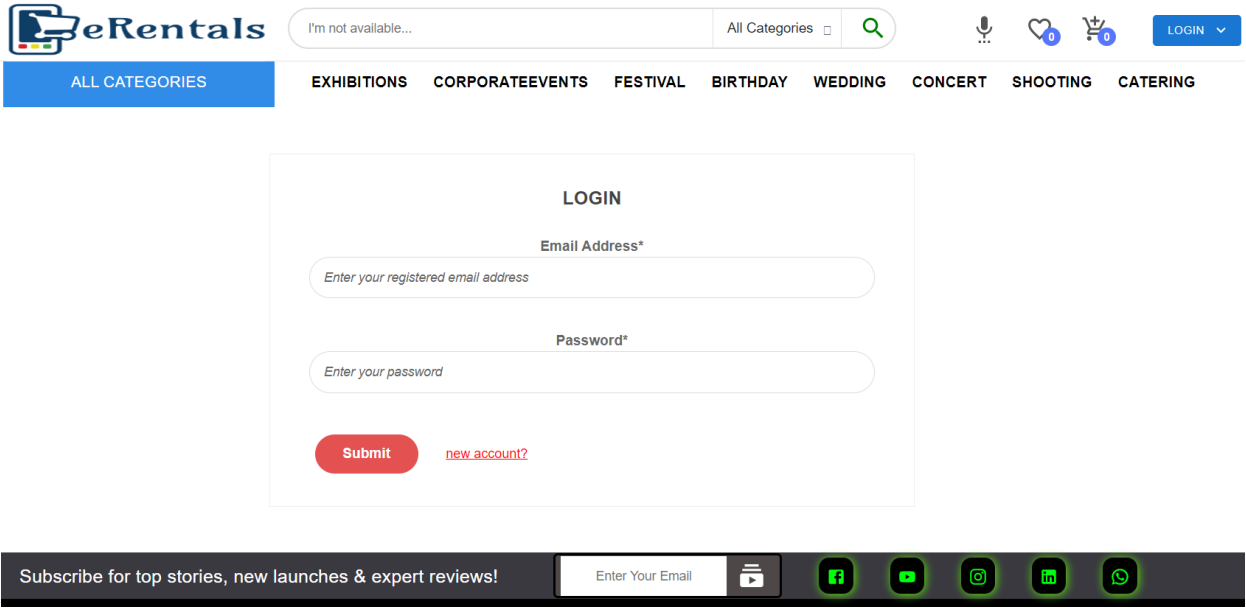 eRentals
I'm not available... All Categories
0 0 LOGIN
ALL CATEGORIES EXHIBITIONS CORPORATEEVENTS FESTIVAL BIRTHDAY WEDDING CONCERT SHOOTING CATERING
LOGIN
Email Address*
Enter your registered email address
Password*
Enter your password
Submit new account?
Subscribe for top stories, new launches & expert reviews! Enter Your Email